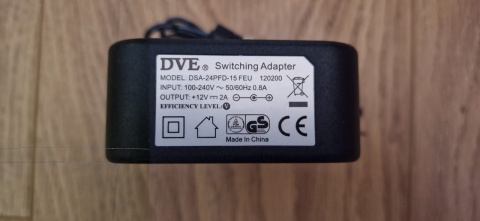 DVE® Switching Adapter
MODEL: DSA-24PFD-15 FEU 120200
INPUT: 100-240V ~ 50/60Hz 0.8A
OUTPUT: +12V ⎓ 2A
EFFICIENCY LEVEL: V
GS CE
Made In China